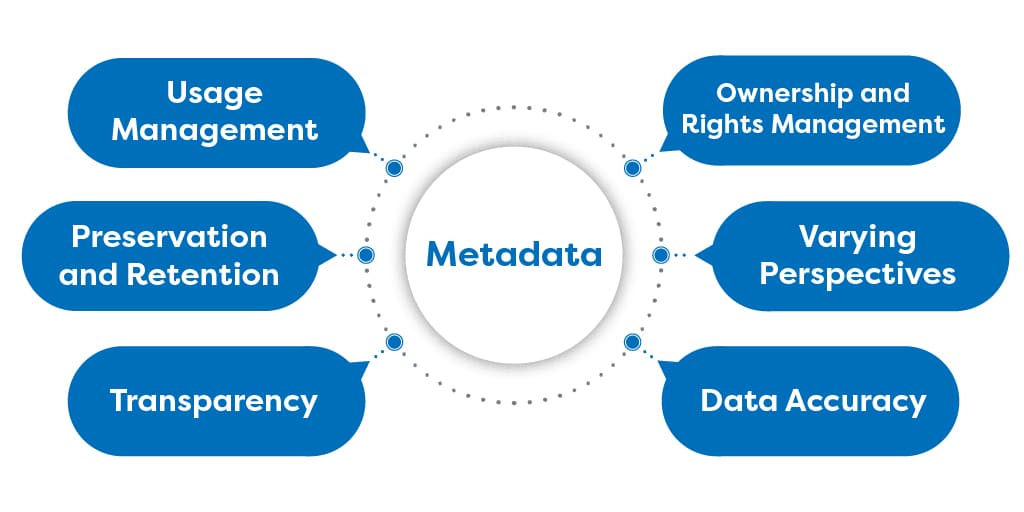 Usage
Management
Preservation
and Retention
Transparency
Metadata
Ownership and
Rights Management
Varying
Perspectives
Data Accuracy